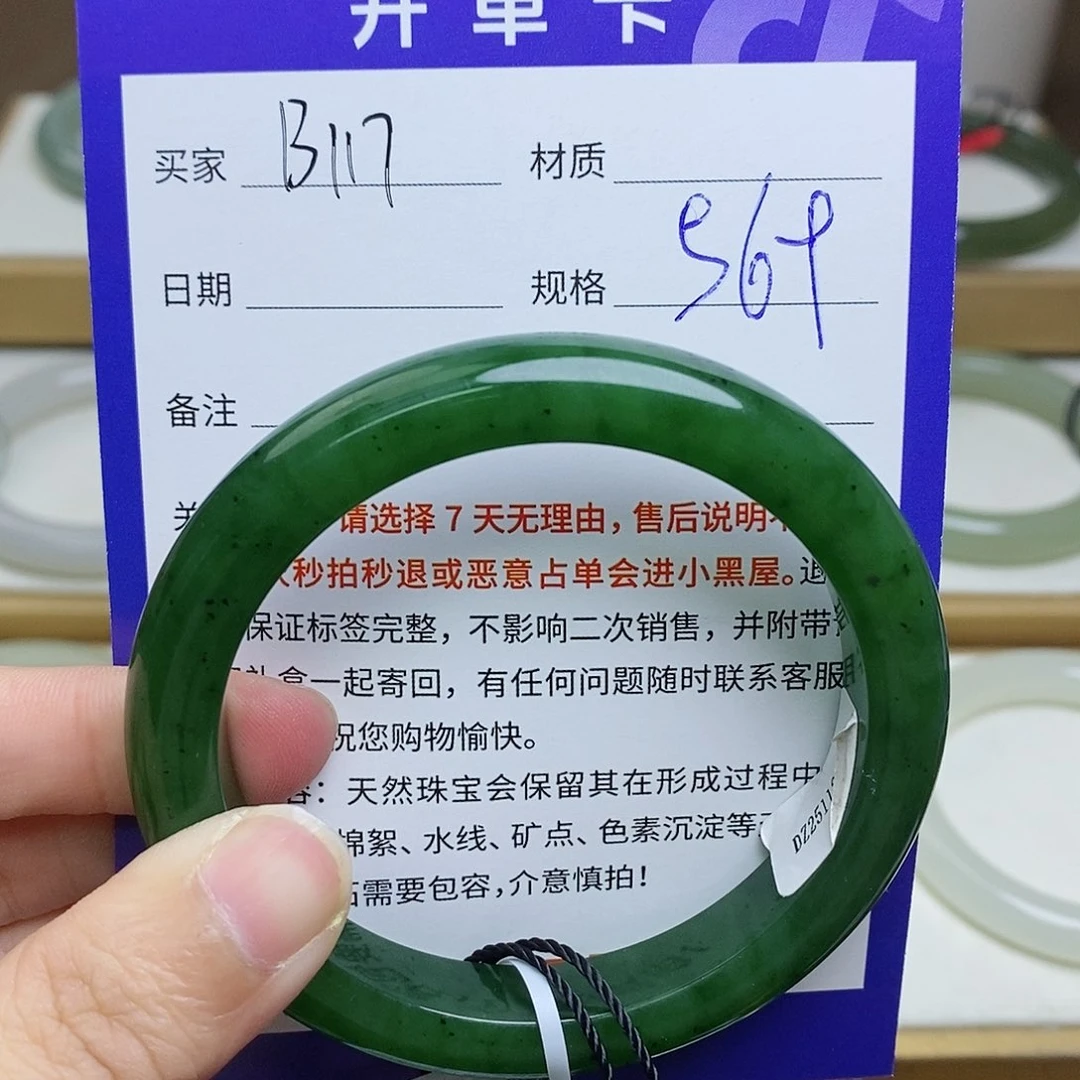 开单卡
买家 B117 材质
日期 规格 569
备注
请选择 7 天无理由，售后说明
秒拍秒退或恶意占单会进小黑屋。退
保证标签完整，不影响二次销售，并附带
一起寄回，有任何问题随时联系客服
祝您购物愉快。
容：天然珠宝会保留其在形成过程中
棉絮、水线、矿点、色素沉淀等
需要包容，介意慎拍！
DZ2511